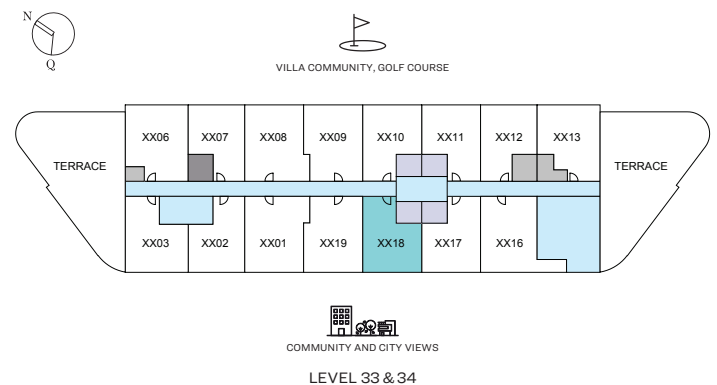 N
Q
VILLA COMMUNITY, GOLF COURSE
XX06 XX07 XX08 XX09 XX10 XX11 XX12 XX13
TERRACE TERRACE
XX03 XX02 XX01 XX19 XX18 XX17 XX16
COMMUNITY AND CITY VIEWS
LEVEL 33 & 34